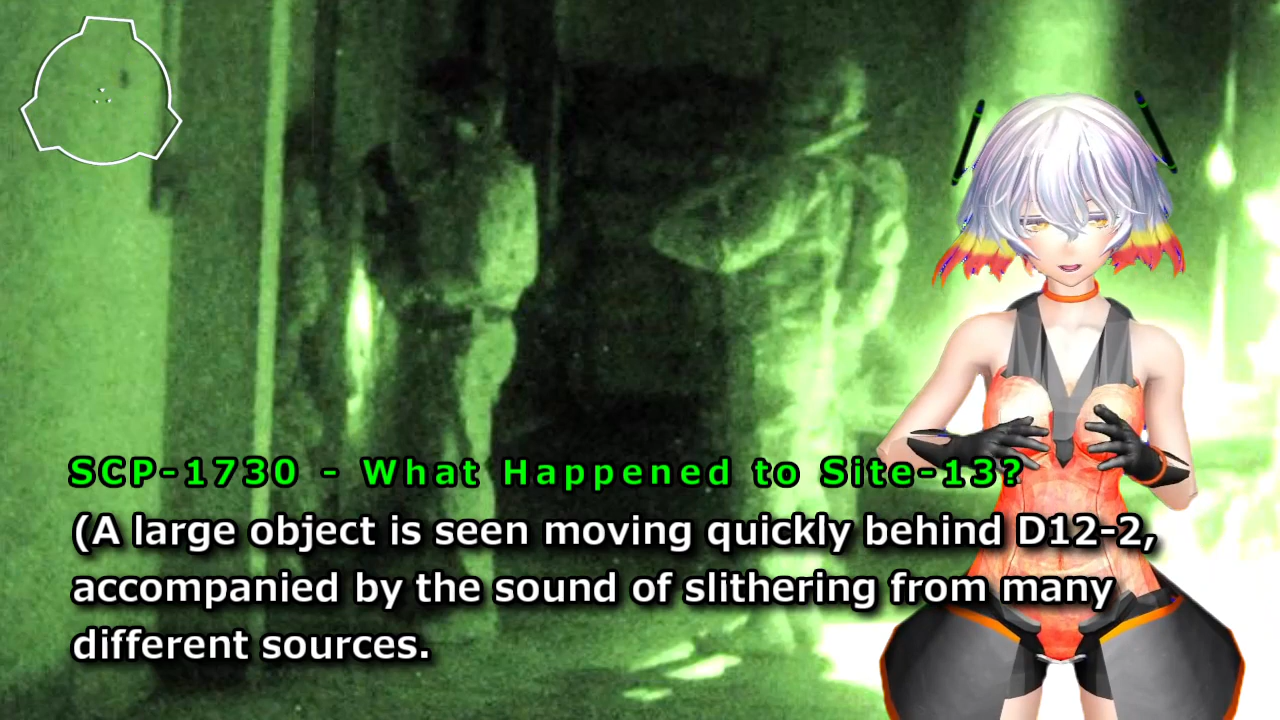 SCP-1730 - What Happened to Site-13?
(A large object is seen moving quickly behind D12-2,
accompanied by the sound of slithering from many
different sources.